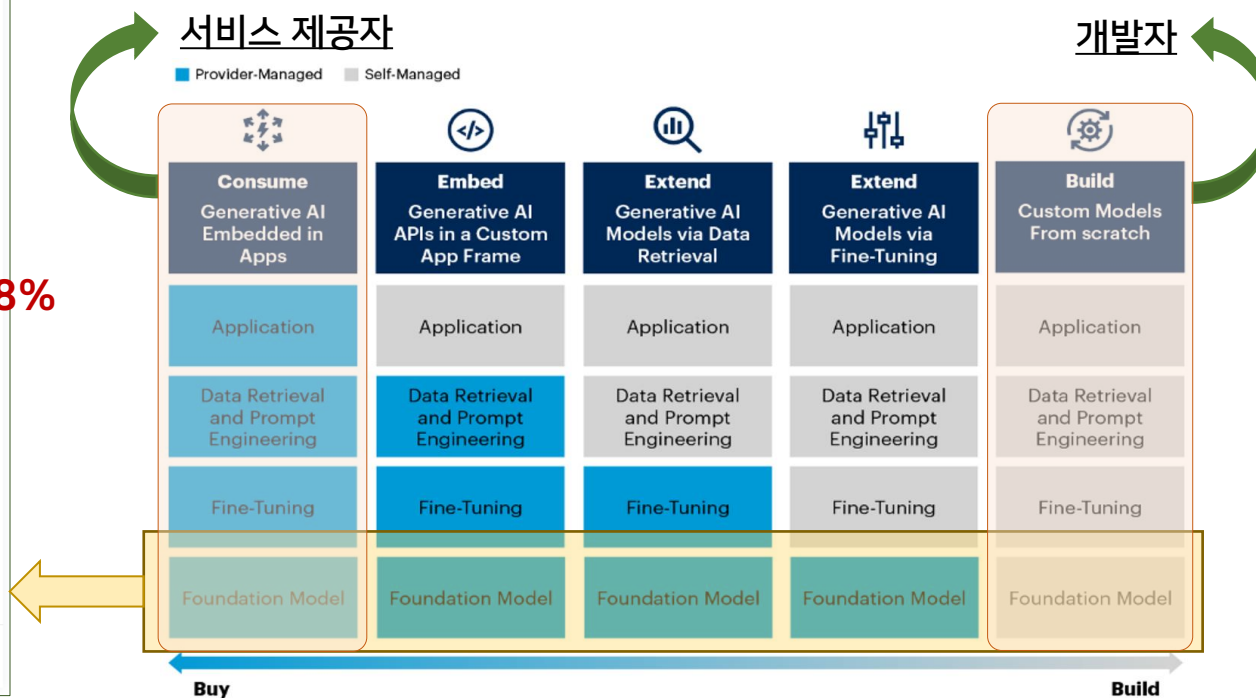 서비스 제공자
개발자
Provider-Managed
Self-Managed
Consume
Generative AI
Embedded in
Apps
Embed
Generative AI
APIs in a Custom
App Frame
Extend
Generative AI
Models via Data
Retrieval
Extend
Generative AI
Models via
Fine-Tuning
Build
Custom Models
From scratch
8%
Application
Application
Application
Application
Application
Data Retrieval
and Prompt
Engineering
Data Retrieval
and Prompt
Engineering
Data Retrieval
and Prompt
Engineering
Data Retrieval
and Prompt
Engineering
Data Retrieval
and Prompt
Engineering
Fine-Tuning
Fine-Tuning
Fine-Tuning
Fine-Tuning
Fine-Tuning
Foundation Model
Foundation Model
Foundation Model
Foundation Model
Foundation Model
Buy
Build